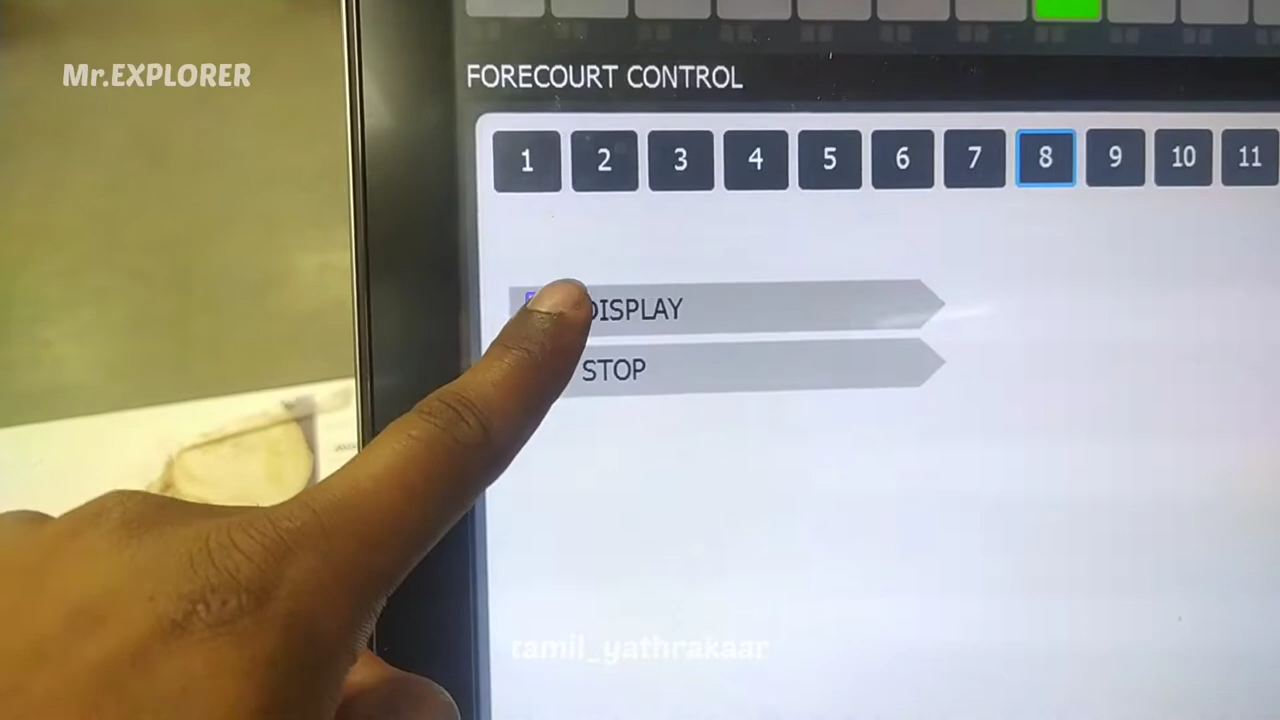 Mr.EXPLORER
FORECOURT CONTROL
1 2 3 4 5 6 7 8 9 10 11
DISPLAY
STOP
tamil_yathrakaar